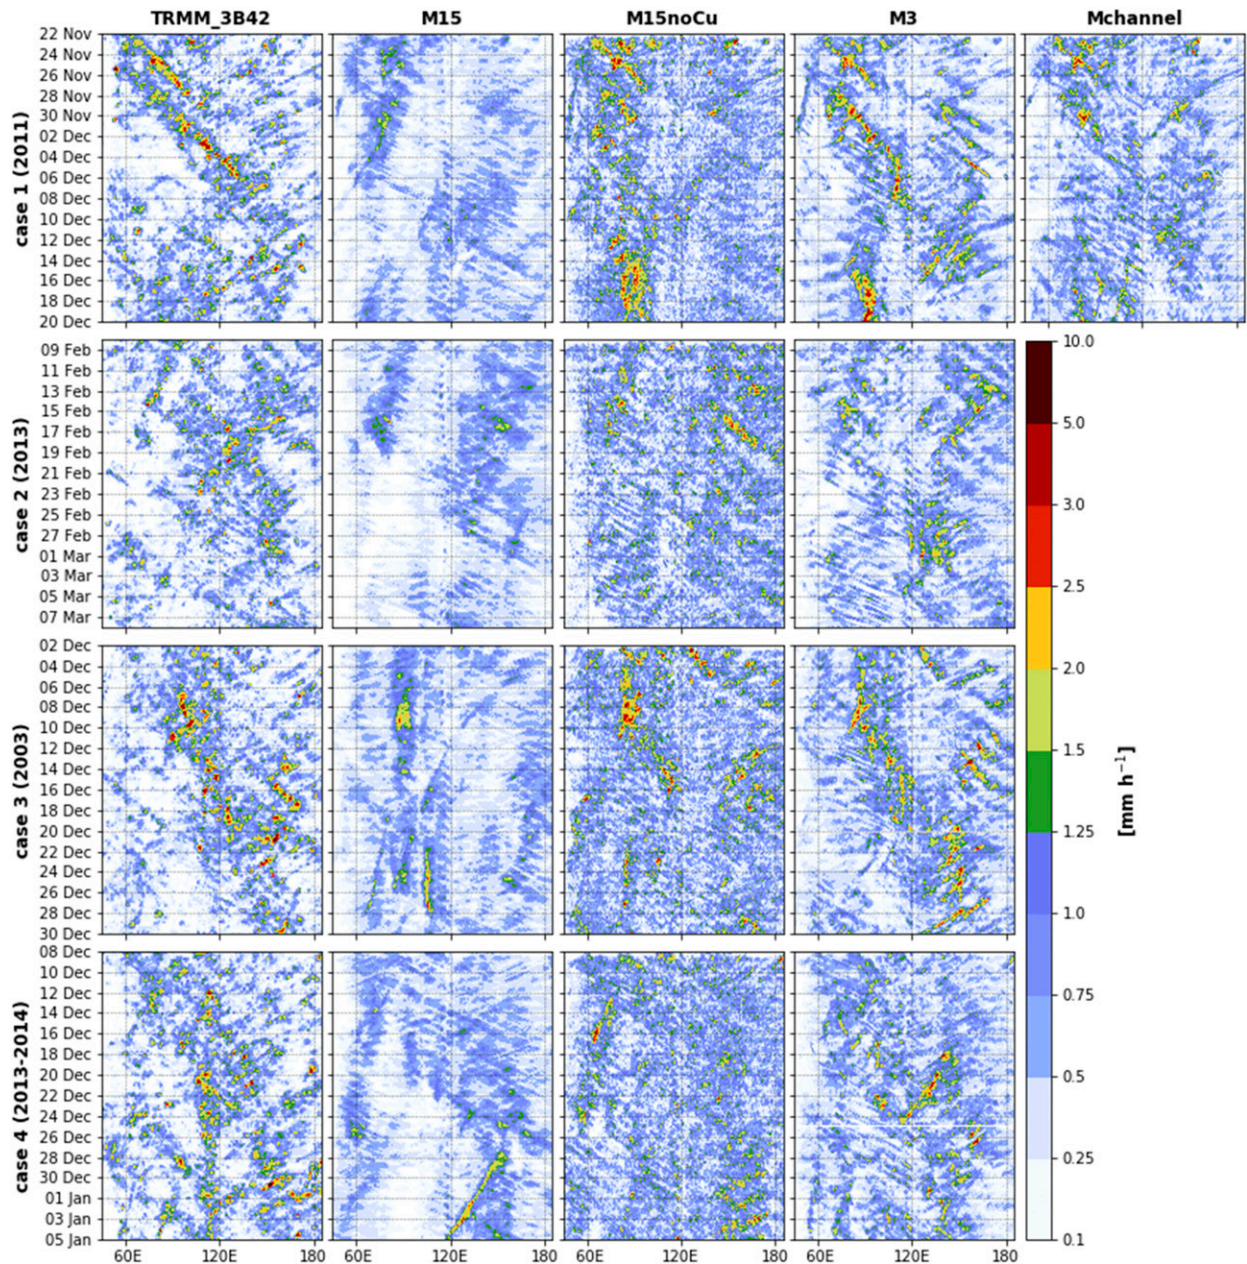 TRMM_3B42 M15 M15noCu M3 Mchannel
case 1 (2011)
22 Nov
24 Nov
26 Nov
28 Nov
30 Nov
02 Dec
04 Dec
06 Dec
08 Dec
10 Dec
12 Dec
14 Dec
16 Dec
18 Dec
20 Dec
case 2 (2013)
09 Feb
11 Feb
13 Feb
15 Feb
17 Feb
19 Feb
21 Feb
23 Feb
25 Feb
27 Feb
01 Mar
03 Mar
05 Mar
07 Mar
case 3 (2003)
02 Dec
04 Dec
06 Dec
08 Dec
10 Dec
12 Dec
14 Dec
16 Dec
18 Dec
20 Dec
22 Dec
24 Dec
26 Dec
28 Dec
30 Dec
case 4 (2013-2014)
08 Dec
10 Dec
12 Dec
14 Dec
16 Dec
18 Dec
20 Dec
22 Dec
24 Dec
26 Dec
28 Dec
30 Dec
01 Jan
03 Jan
05 Jan
60E 120E 180 60E 120E 180 60E 120E 180 60E 120E 180
10.0
5.0
3.0
2.5
2.0
1.5
1.25
1.0
0.75
0.5
0.25
0.1
[mm h⁻¹]